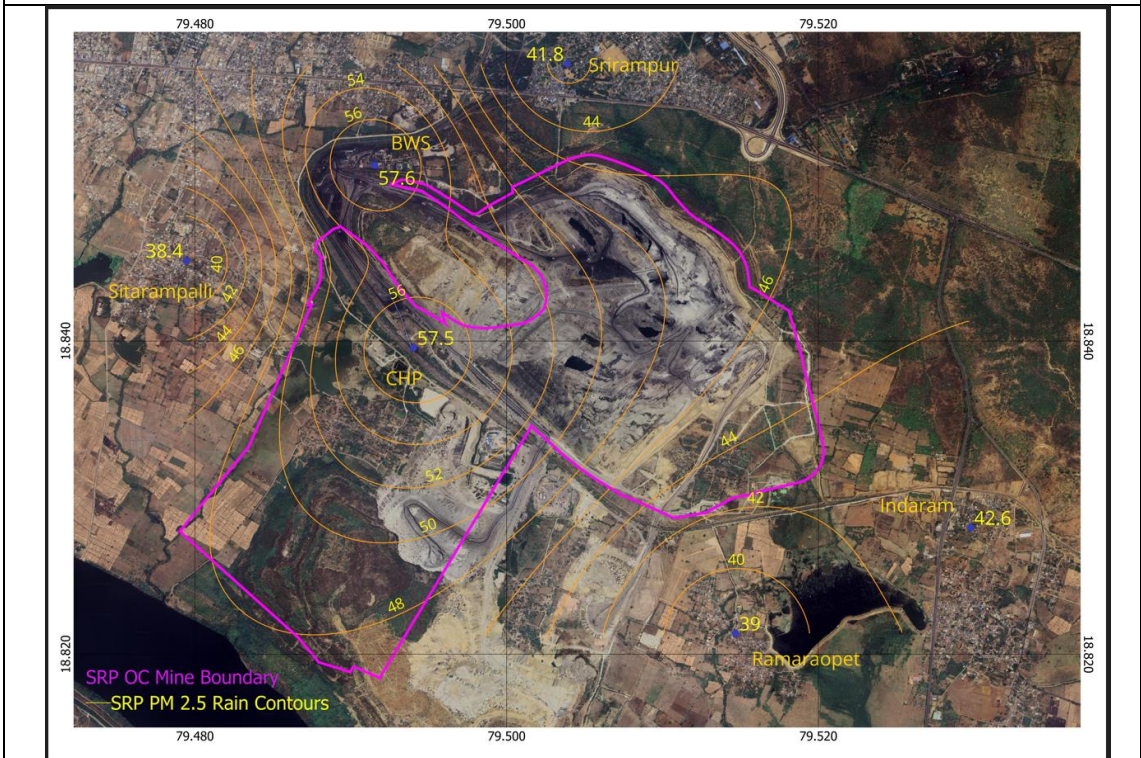 79.480 79.500 79.520
41.8
Srirampur
54
56
44
BWS
57.6
38.4
40
Sitarampalli
42
46
56
44
46
18.840
57.5
18.840
CHP
44
52
42
Indaram
42.6
50
40
48
39
Ramaraopet
18.820
18.820
SRP OC Mine Boundary
SRP PM 2.5 Rain Contours
79.480 79.500 79.520